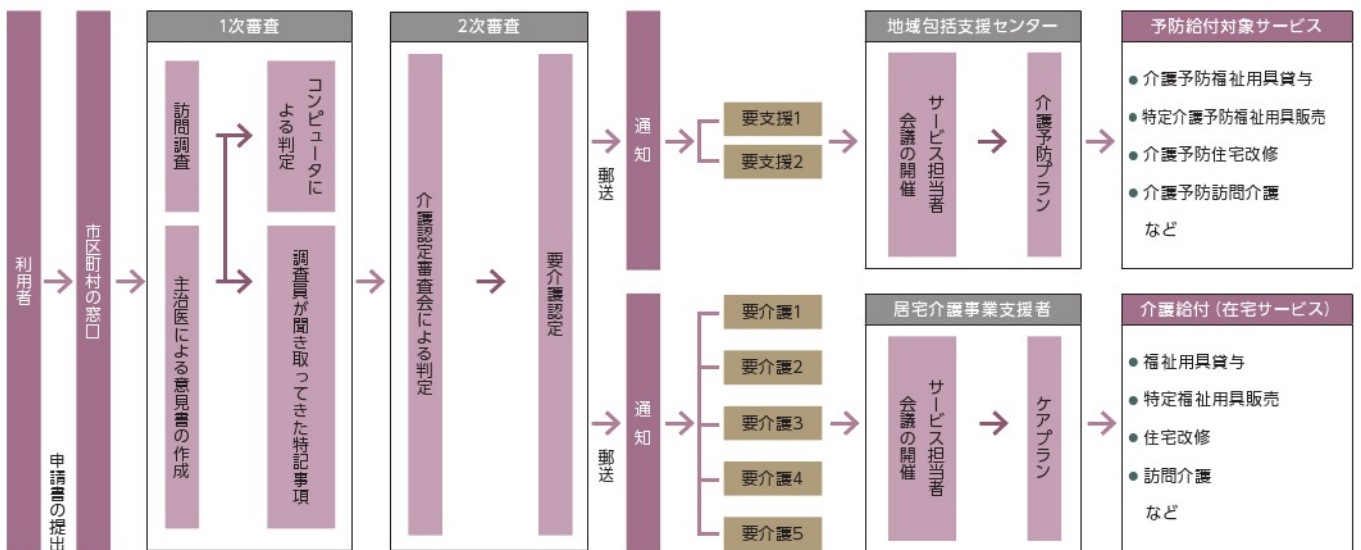 利用者
申請書の提出
市区町村の窓口
1次審査
訪問調査
主治医による意見書の作成
コンピュータに
よる判定
調査員が聞き取ってきた特記事項
2次審査
介護認定審査会による判定
要介護認定
郵送
通知
要支援1
要支援2
地域包括支援センター
サービス担当者
会議の開催
介護予防プラン
予防給付対象サービス
● 介護予防福祉用具貸与
● 特定介護予防福祉用具販売
● 介護予防住宅改修
● 介護予防訪問介護
など
郵送
通知
要介護1
要介護2
要介護3
要介護4
要介護5
居宅介護事業支援者
サービス担当者
会議の開催
ケアプラン
介護給付（在宅サービス）
● 福祉用具貸与
● 特定福祉用具販売
● 住宅改修
● 訪問介護
など